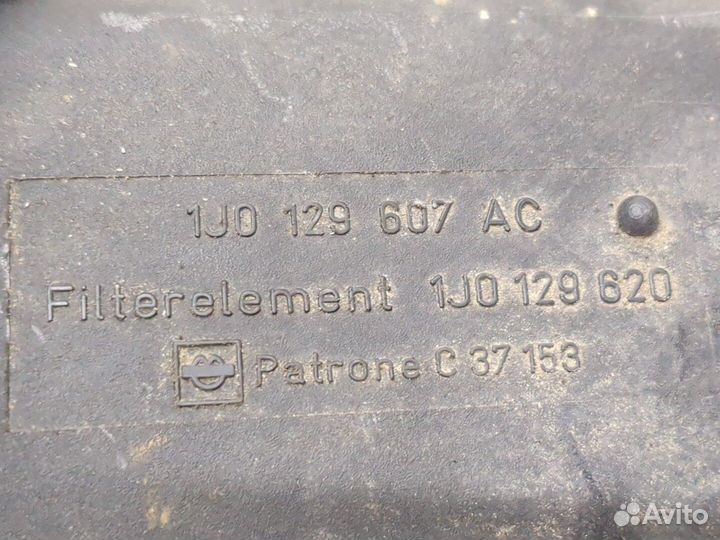 1J0 129 607 AC
Filterelement 1J0 129 620
Patrone C 37 153
Avito